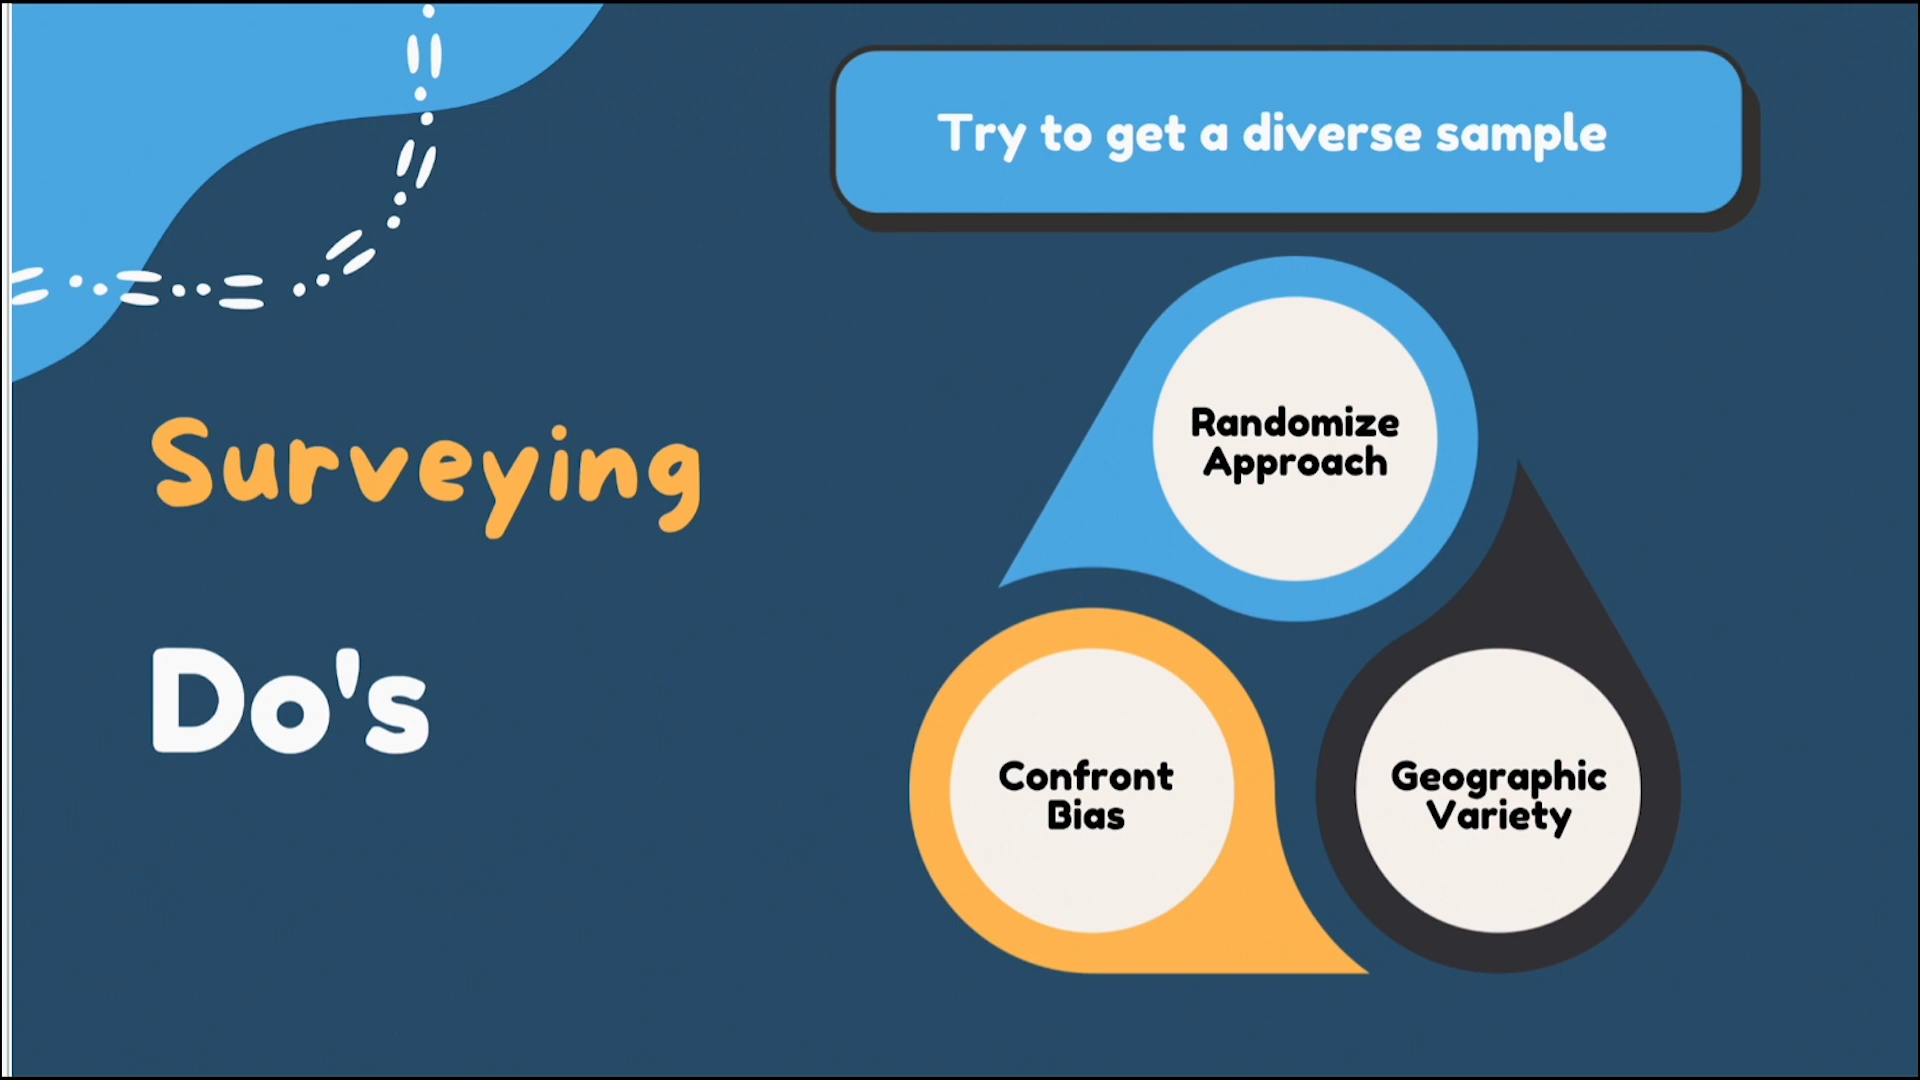 Surveying
Do's
Try to get a diverse sample
Randomize
Approach
Confront
Bias
Geographic
Variety